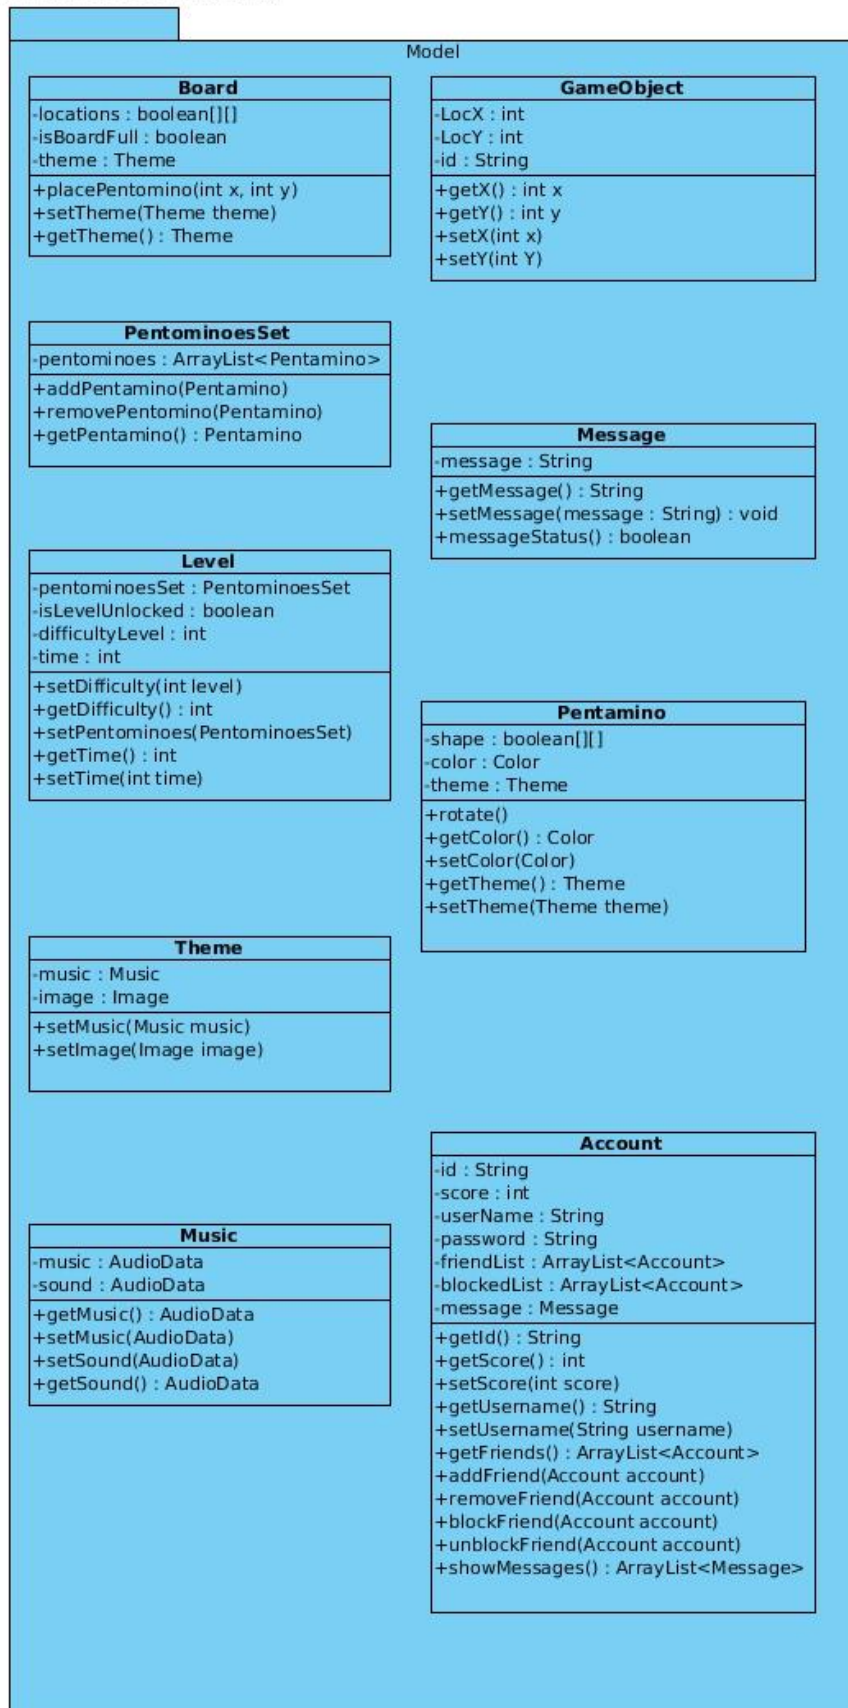 Model
Board
-locations : boolean[][]
-isBoardFull : boolean
-theme : Theme
+placePentomino(int x, int y)
+setTheme(Theme theme)
+getTheme() : Theme
GameObject
-LocX : int
-LocY : int
-id : String
+getX() : int x
+getY() : int y
+setX(int x)
+setY(int Y)
PentominoesSet
-pentominoes : ArrayList<Pentamino>
+addPentamino(Pentamino)
+removePentomino(Pentamino)
+getPentamino() : Pentamino
Message
-message : String
+getMessage() : String
+setMessage(message : String) : void
+messageStatus() : boolean
Level
-pentominoesSet : PentominoesSet
-isLevelUnlocked : boolean
-difficultyLevel : int
-time : int
+setDifficulty(int level)
+getDifficulty() : int
+setPentominoes(PentominoesSet)
+getTime() : int
+setTime(int time)
Pentamino
-shape : boolean[][]
-color : Color
-theme : Theme
+rotate()
+getColor() : Color
+setColor(Color)
+getTheme() : Theme
+setTheme(Theme theme)
Theme
-music : Music
-image : Image
+setMusic(Music music)
+setImage(Image image)
Account
-id : String
-score : int
-userName : String
-password : String
-friendList : ArrayList<Account>
-blockedList : ArrayList<Account>
-message : Message
+getId() : String
+getScore() : int
+setScore(int score)
+getUsername() : String
+setUsername(String username)
+getFriends() : ArrayList<Account>
+addFriend(Account account)
+removeFriend(Account account)
+blockFriend(Account account)
+unblockFriend(Account account)
+showMessages() : ArrayList<Message>
Music
-music : AudioData
-sound : AudioData
+getMusic() : AudioData
+setMusic(AudioData)
+setSound(AudioData)
+getSound() : AudioData